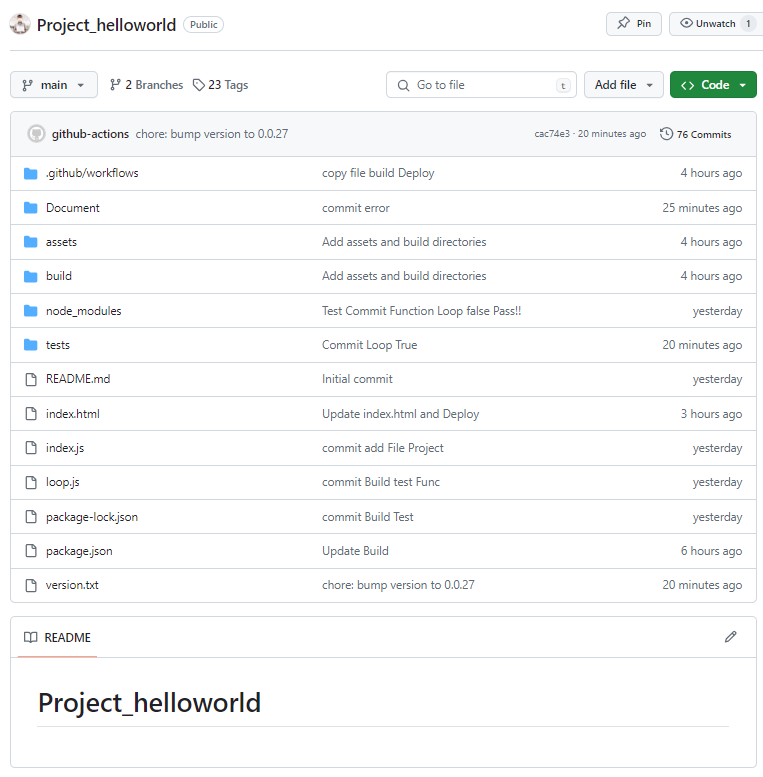 Project_helloworld Public Pin Unwatch 1
main 2 Branches 23 Tags Go to file t Add file Code
github-actions chore: bump version to 0.0.27 cac74e3 · 20 minutes ago 76 Commits
.github/workflows copy file build Deploy 4 hours ago
Document commit error 25 minutes ago
assets Add assets and build directories 4 hours ago
build Add assets and build directories 4 hours ago
node_modules Test Commit Function Loop false Pass!! yesterday
tests Commit Loop True 20 minutes ago
README.md Initial commit yesterday
index.html Update index.html and Deploy 3 hours ago
index.js commit add File Project yesterday
loop.js commit Build test Func yesterday
package-lock.json commit Build Test yesterday
package.json Update Build 6 hours ago
version.txt chore: bump version to 0.0.27 20 minutes ago
README
Project_helloworld